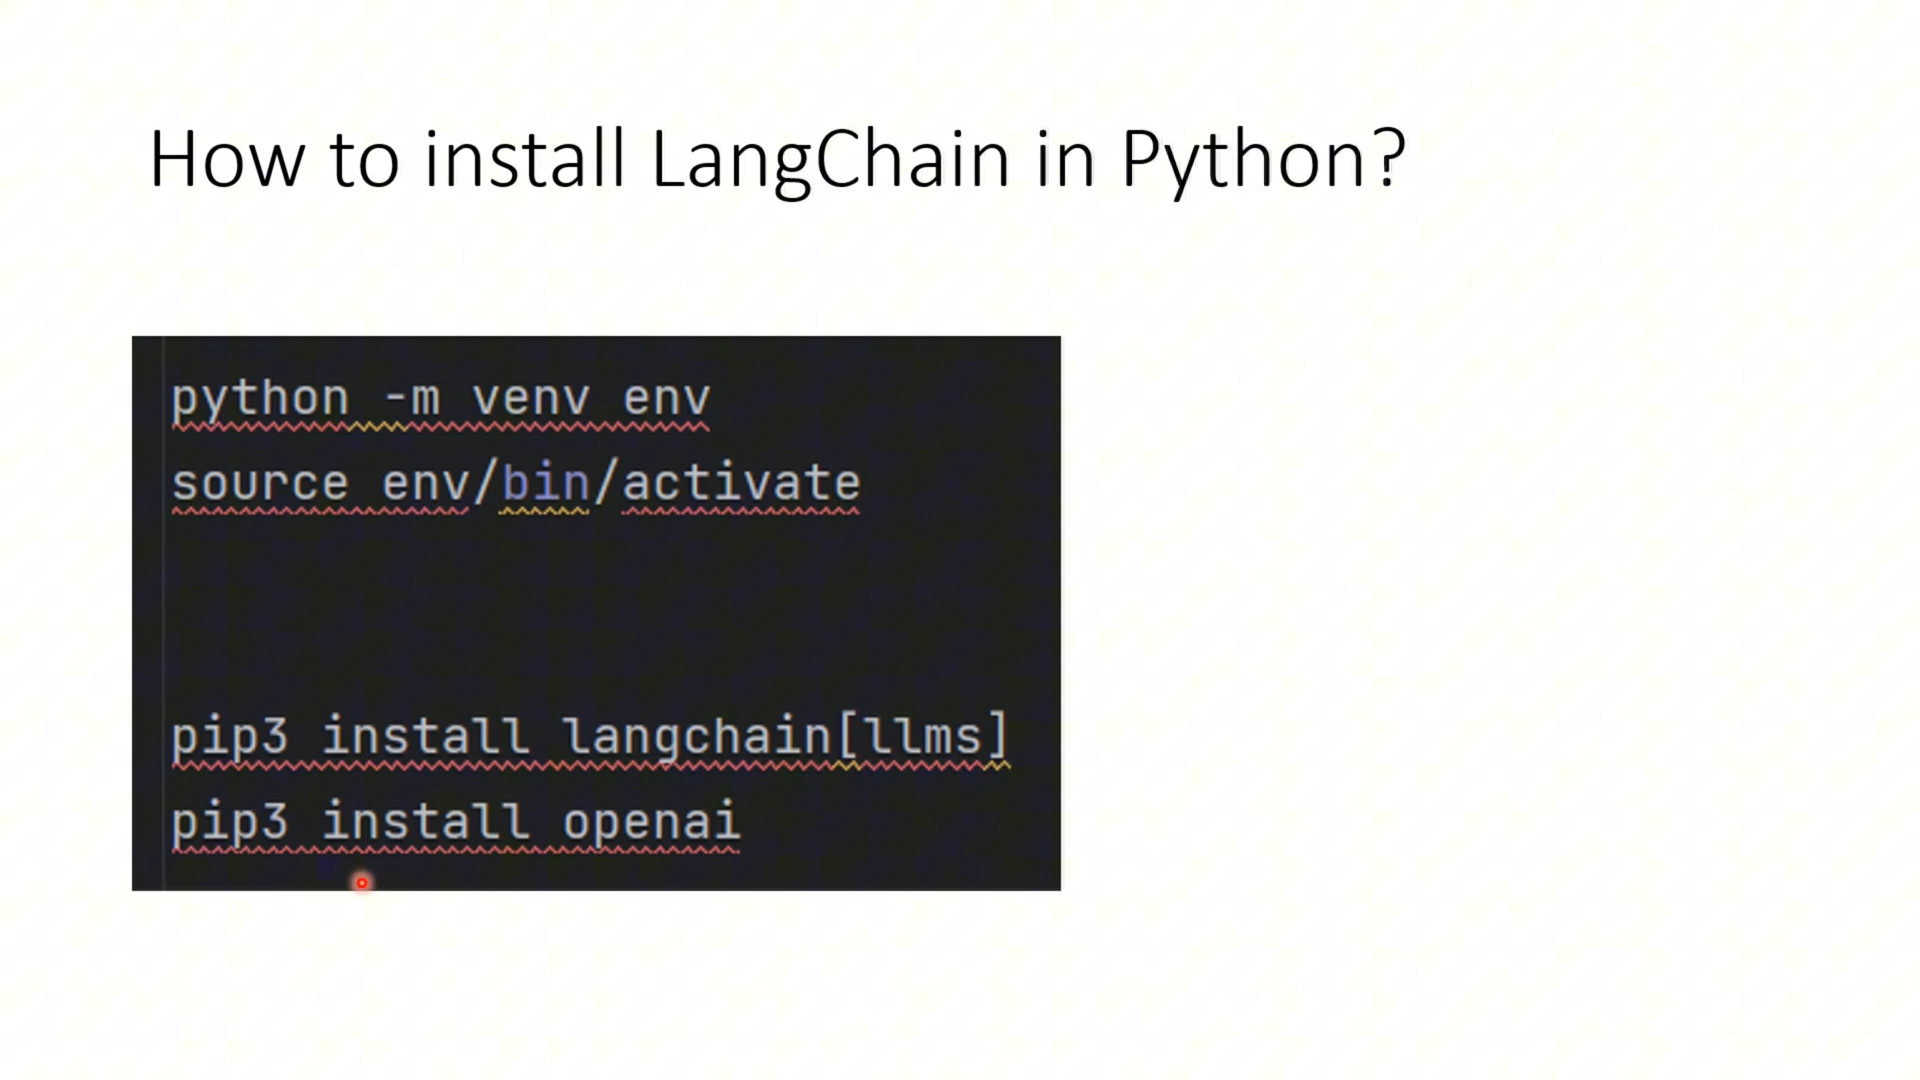 How to install LangChain in Python?
python -m venv env
source env/bin/activate
pip3 install langchain[llms]
pip3 install openai